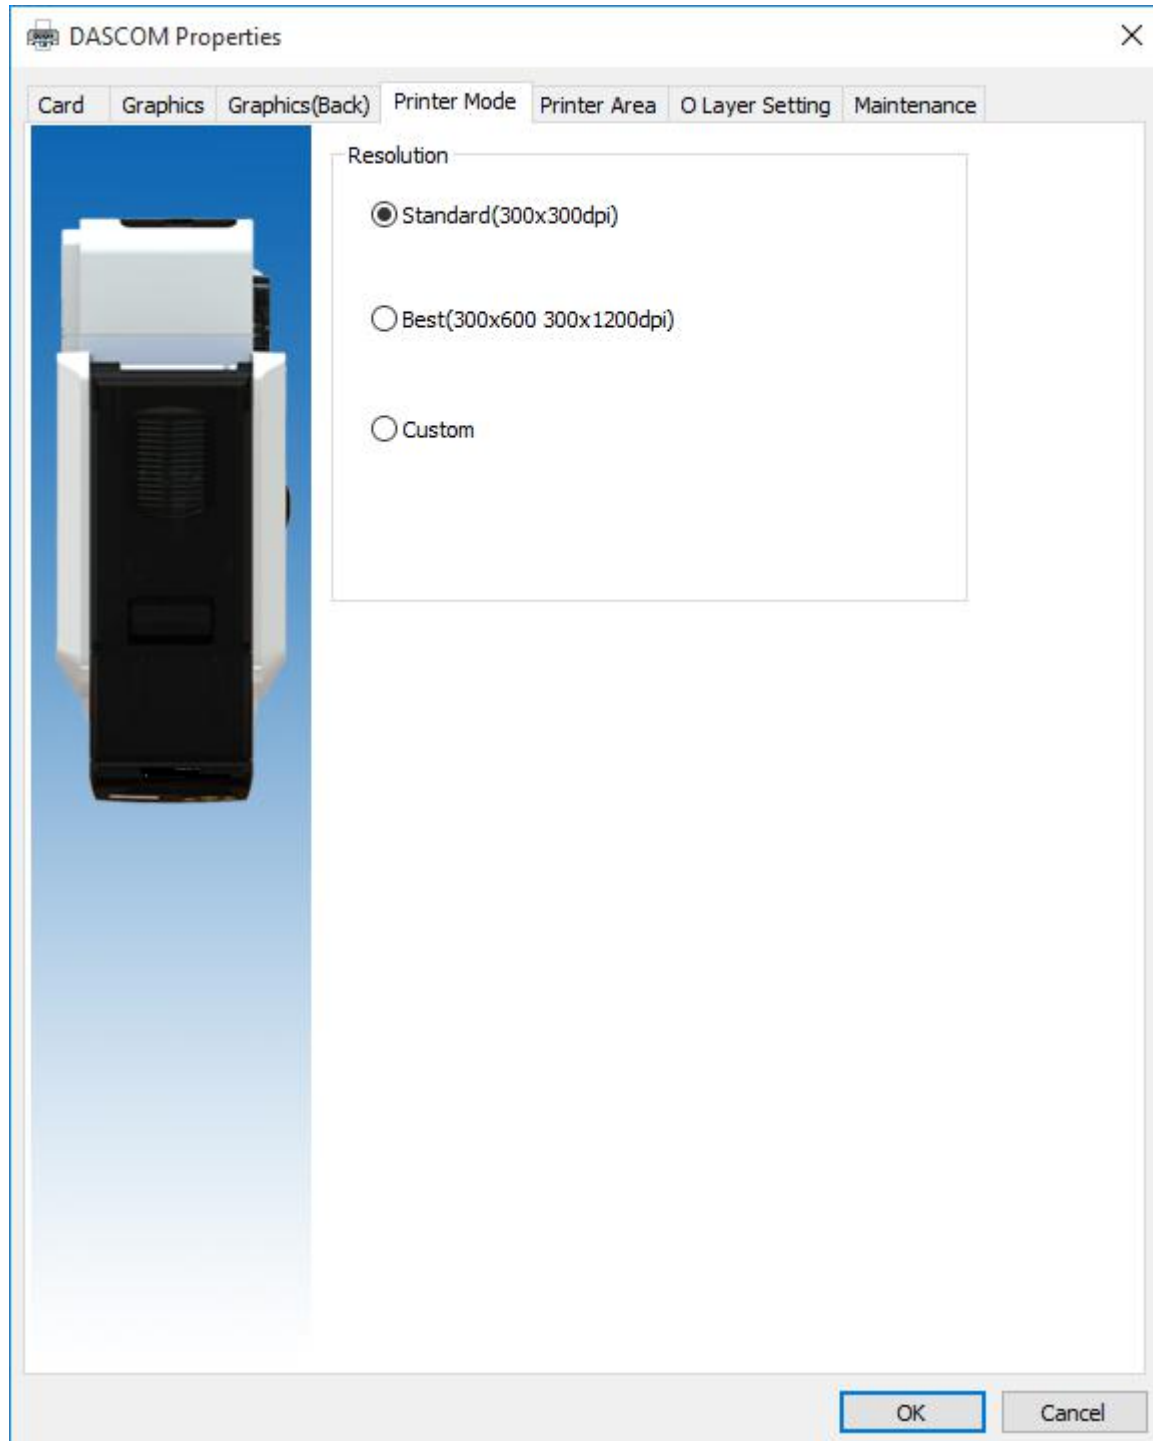 DASCOM Properties
Card Graphics Graphics(Back) Printer Mode Printer Area O Layer Setting Maintenance
Resolution
Standard(300x300dpi)
Best(300x600 300x1200dpi)
Custom
OK Cancel